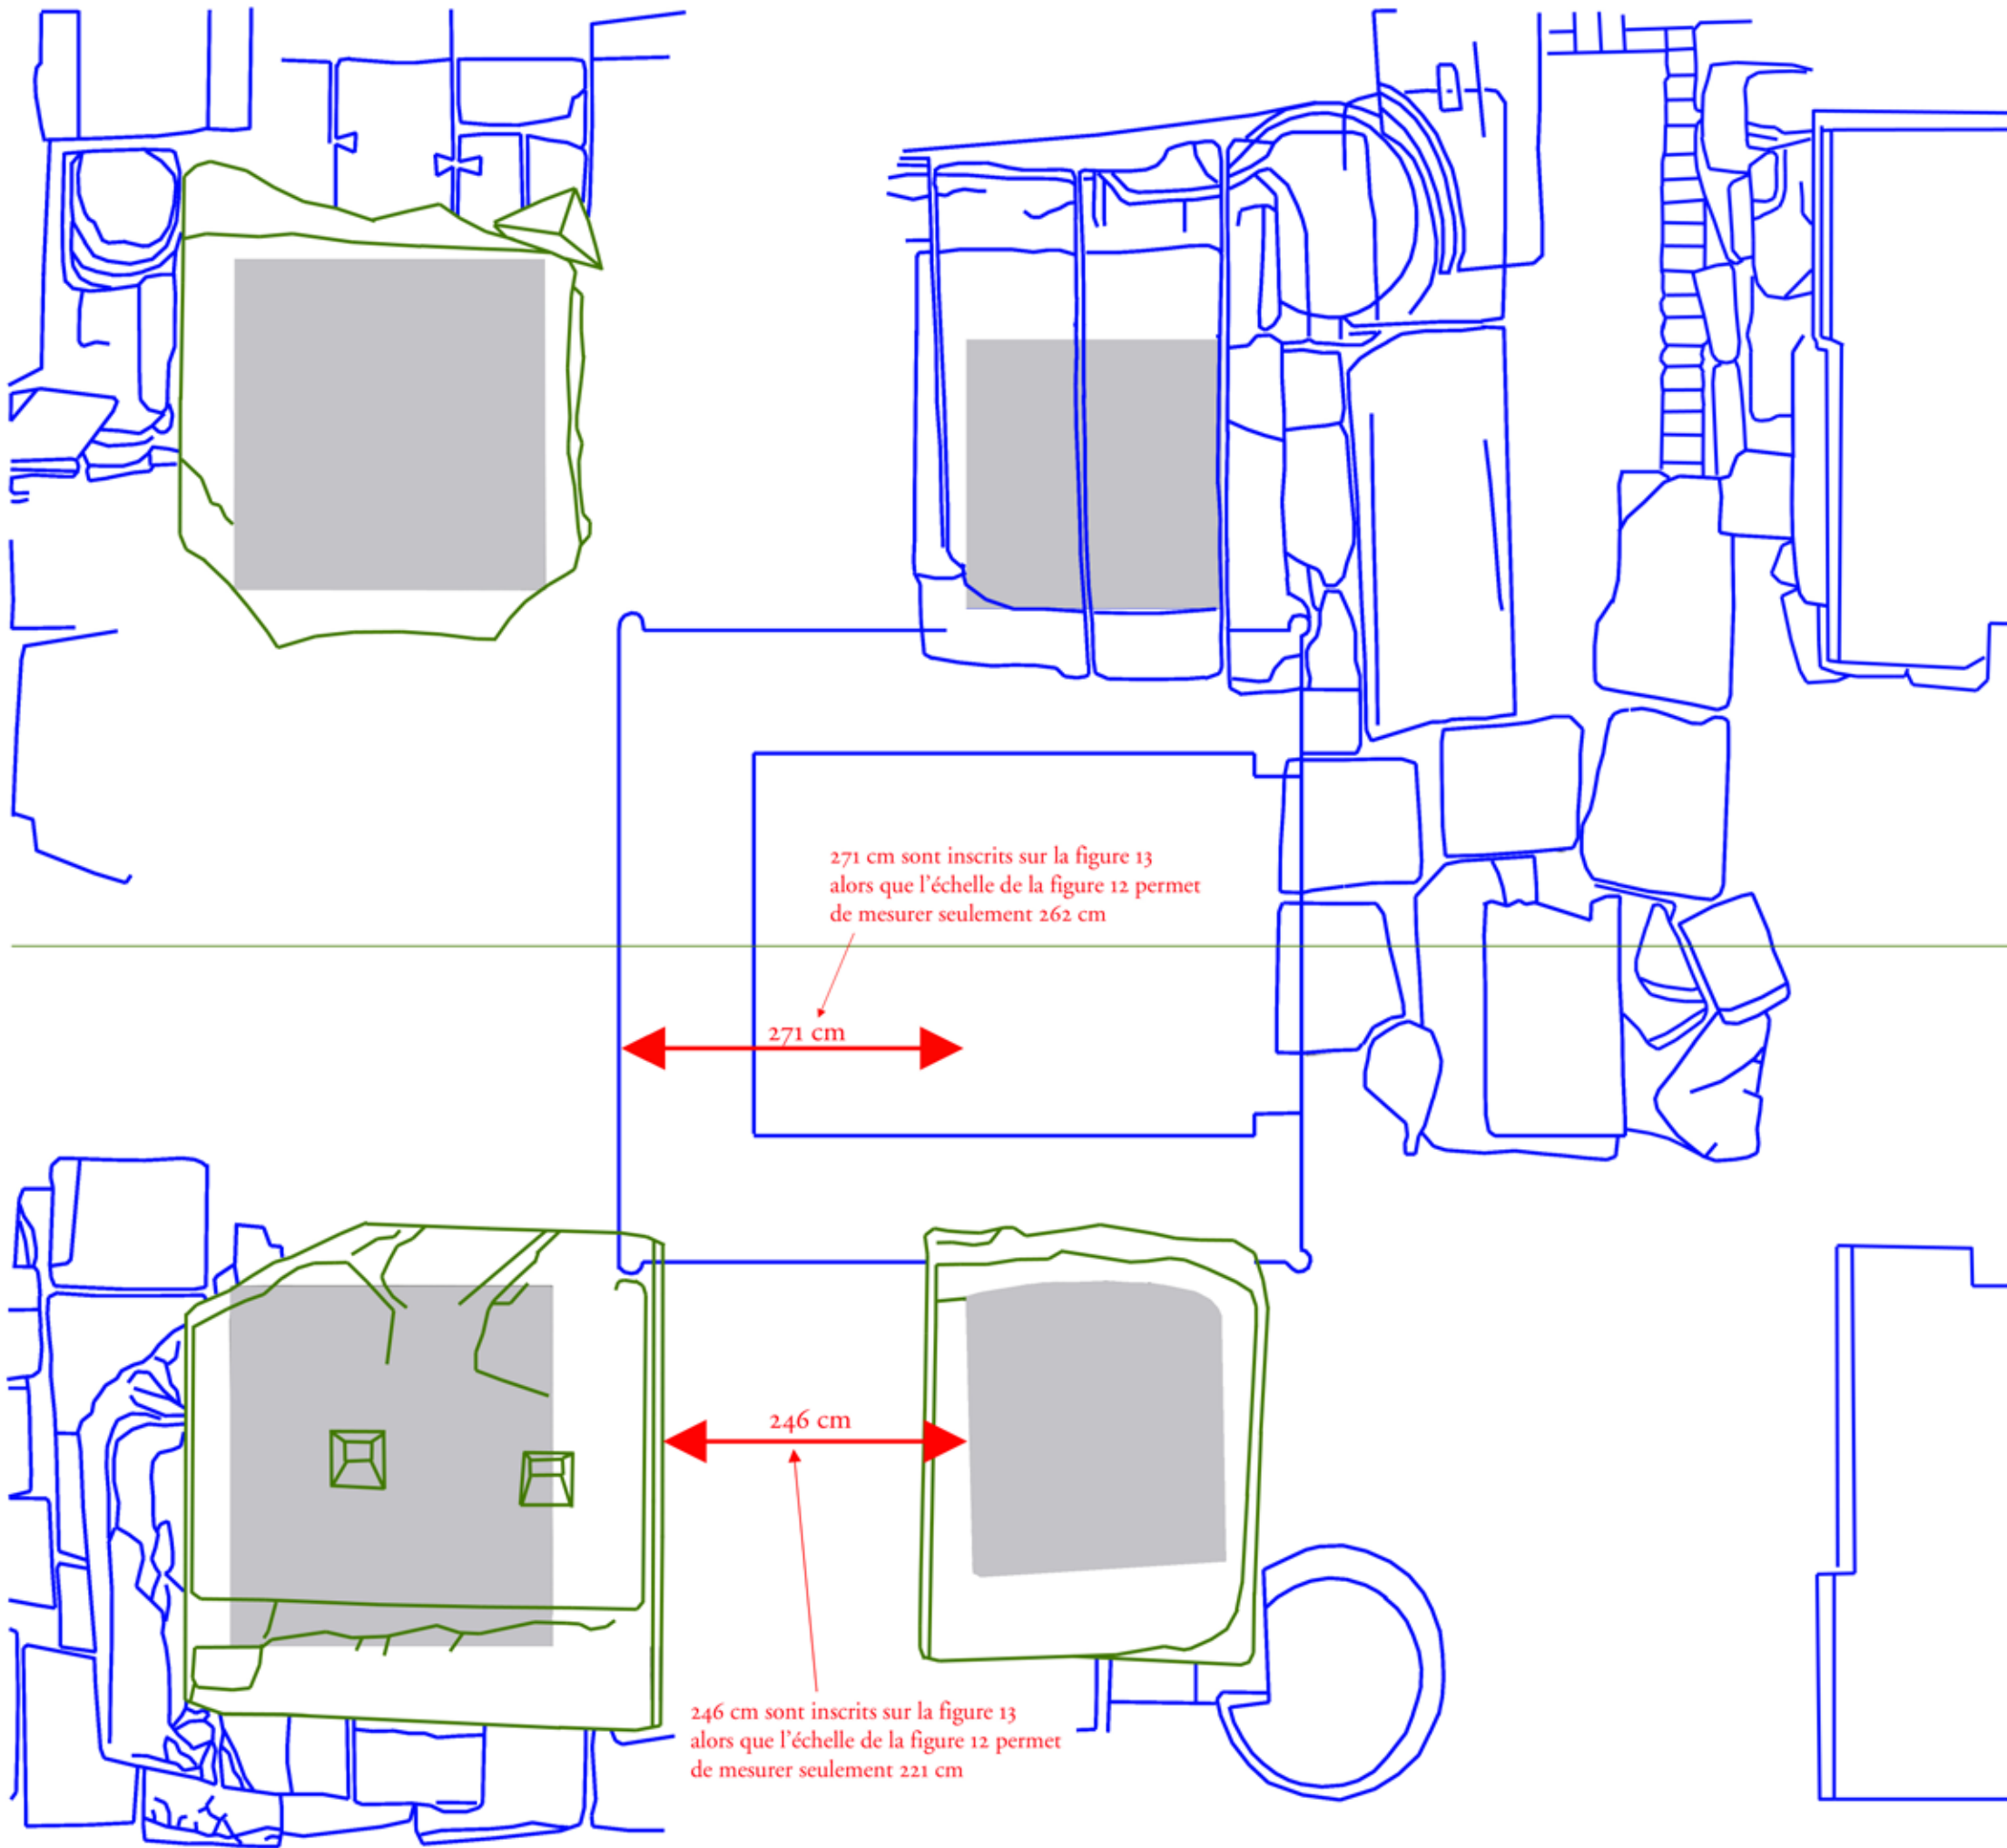 271 cm sont inscrits sur la figure 13
alors que l’échelle de la figure 12 permet
de mesurer seulement 262 cm
271 cm
246 cm
246 cm sont inscrits sur la figure 13
alors que l’échelle de la figure 12 permet
de mesurer seulement 221 cm